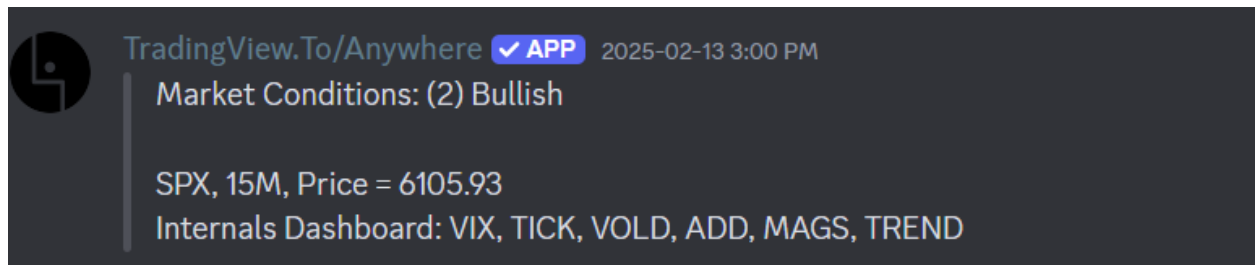 TradingView.To/Anywhere ✓ APP 2025-02-13 3:00 PM
Market Conditions: (2) Bullish
SPX, 15M, Price = 6105.93
Internals Dashboard: VIX, TICK, VOLD, ADD, MAGS, TREND